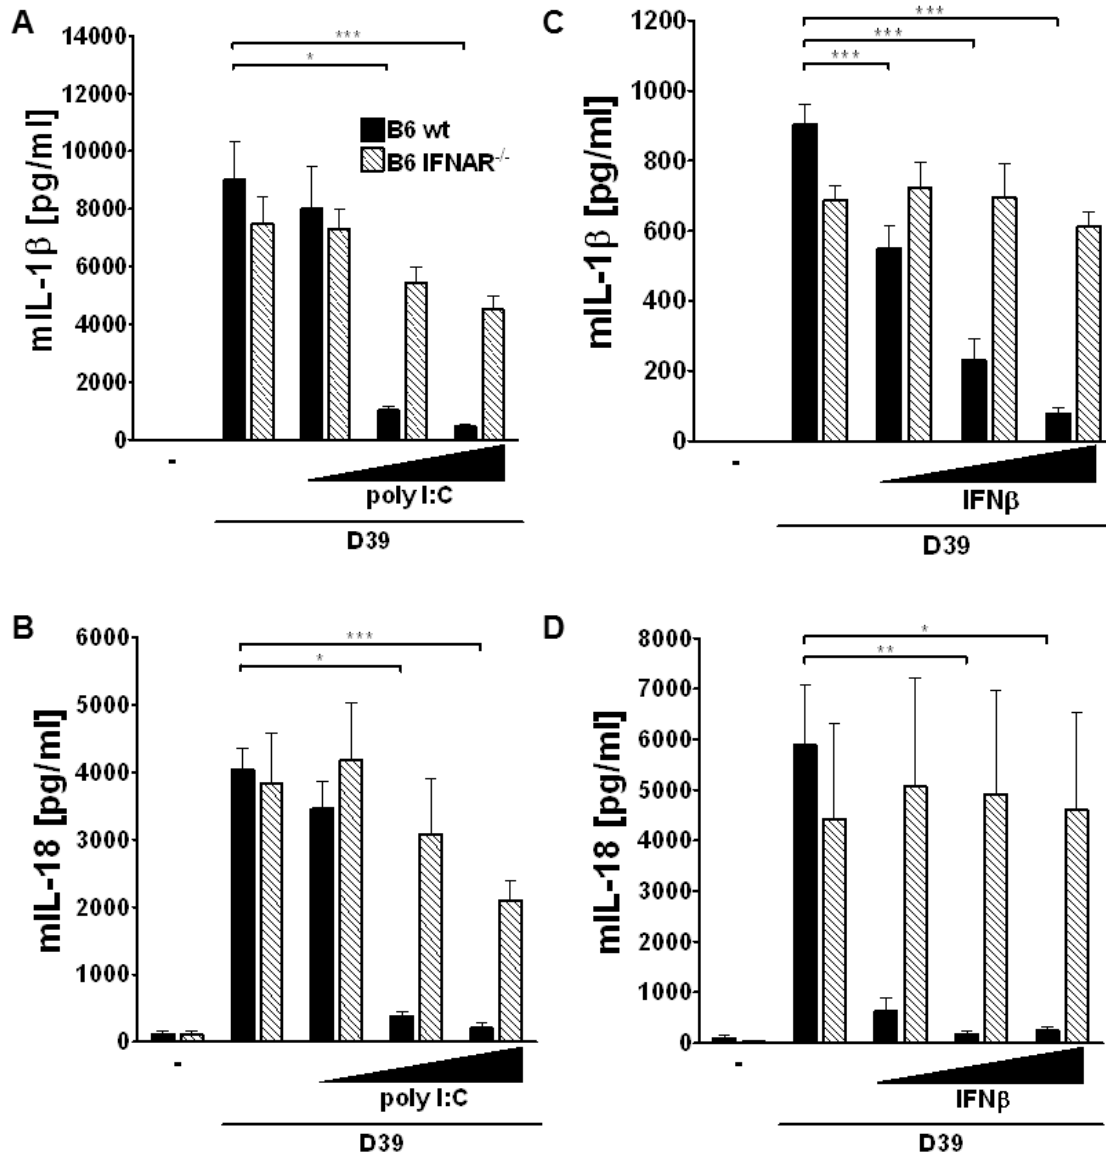 A
mIL-1β [pg/ml]
14000
12000
10000
8000
6000
4000
2000
0
***
*
B6 wt
B6 IFNAR-/-
-
poly I:C
D39
C
mIL-1β [pg/ml]
1200
1000
800
600
400
200
0
***
***
***
-
IFNβ
D39
B
mIL-18 [pg/ml]
6000
5000
4000
3000
2000
1000
0
***
*
-
poly I:C
D39
D
mIL-18 [pg/ml]
8000
7000
6000
5000
4000
3000
2000
1000
0
*
**
-
IFNβ
D39